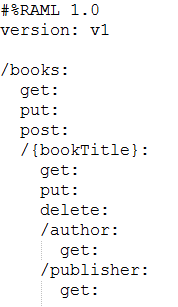 #%RAML 1.0
version: v1

/books:
  get:
  put:
  post:
  /{bookTitle}:
    get:
    put:
    delete:
    /author:
      get:
    /publisher:
      get: